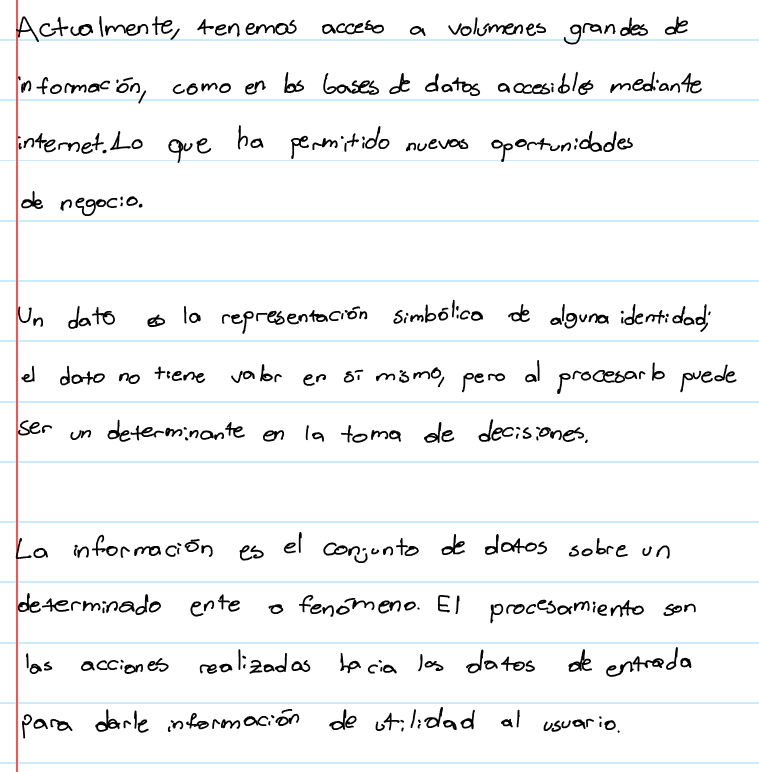 Actualmente, tenemos acceso a volúmenes grandes de
información, como en las bases de datos accesibles mediante
internet. Lo que ha permitido nuevas oportunidades
de negocio.
Un dato es la representación simbólica de alguna identidad;
el dato no tiene valor en sí mismo, pero al procesarlo puede
ser un determinante en la toma de decisiones.
La información es el conjunto de datos sobre un
determinado ente o fenómeno. El procesamiento son
las acciones realizadas hacia los datos de entrada
para darle información de utilidad al usuario.